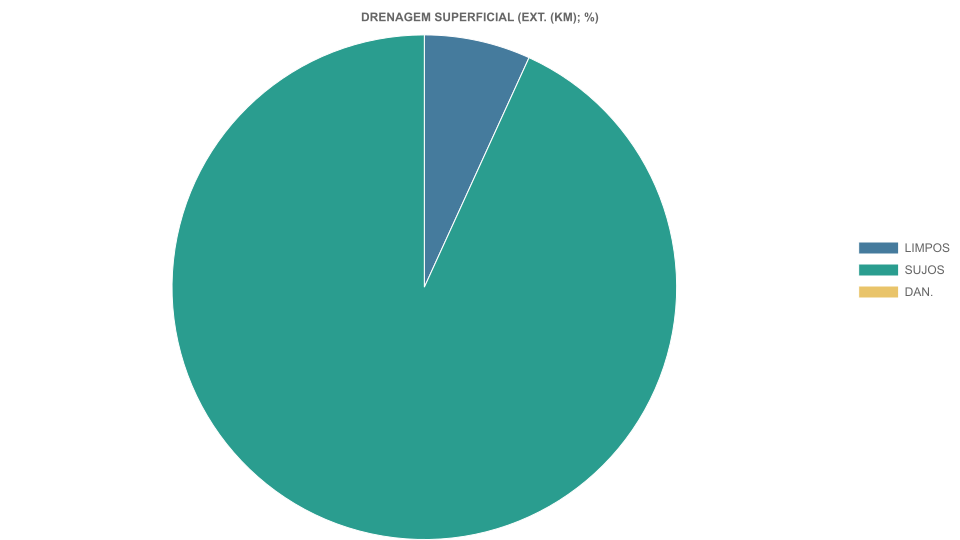 DRENAGEM SUPERFICIAL (EXT. (KM); %)
LIMPOS
SUJOS
DAN.